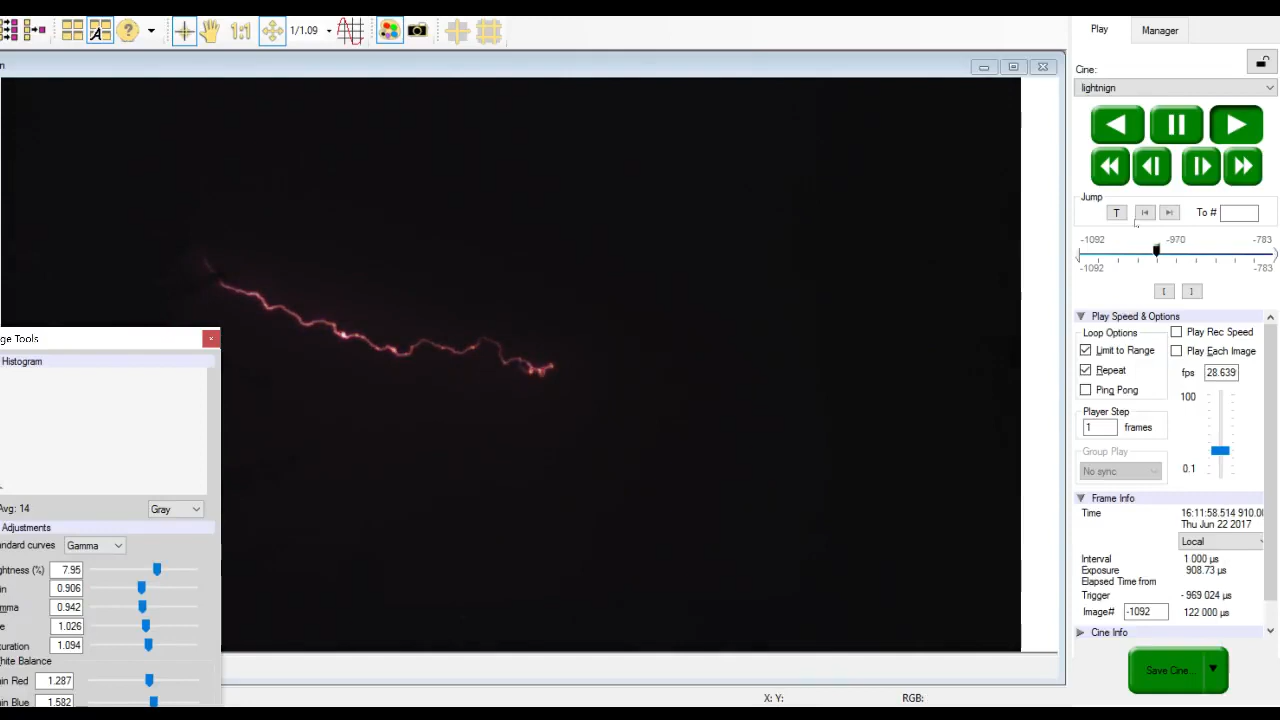 1:1
1/1.09
Play
Manager
Cine:
lightnign
Jump
T
To #
-1092 -970 -783
-1092 -783
[ ]
Play Speed & Options
Loop Options
Play Rec Speed
Limit to Range
Play Each Image
Repeat
fps 28.639
Ping Pong
100
Player Step
1 frames
Group Play
No sync
0.1
Frame Info
Time 16:11:58.514 910.00
Thu Jun 22 2017
Local
Interval 1 000 µs
Exposure 908.73 µs
Elapsed Time from
Trigger - 969 024 µs
Image# -1092 122 000 µs
Cine Info
Save Cine...
X: Y: RGB:
ge Tools
Histogram
Avg: 14 Gray
Adjustments
ndard curves Gamma
ghtness (%) 7.95
in 0.906
mma 0.942
e 1.026
turation 1.094
hite Balance
in Red 1.287
in Blue 1.582